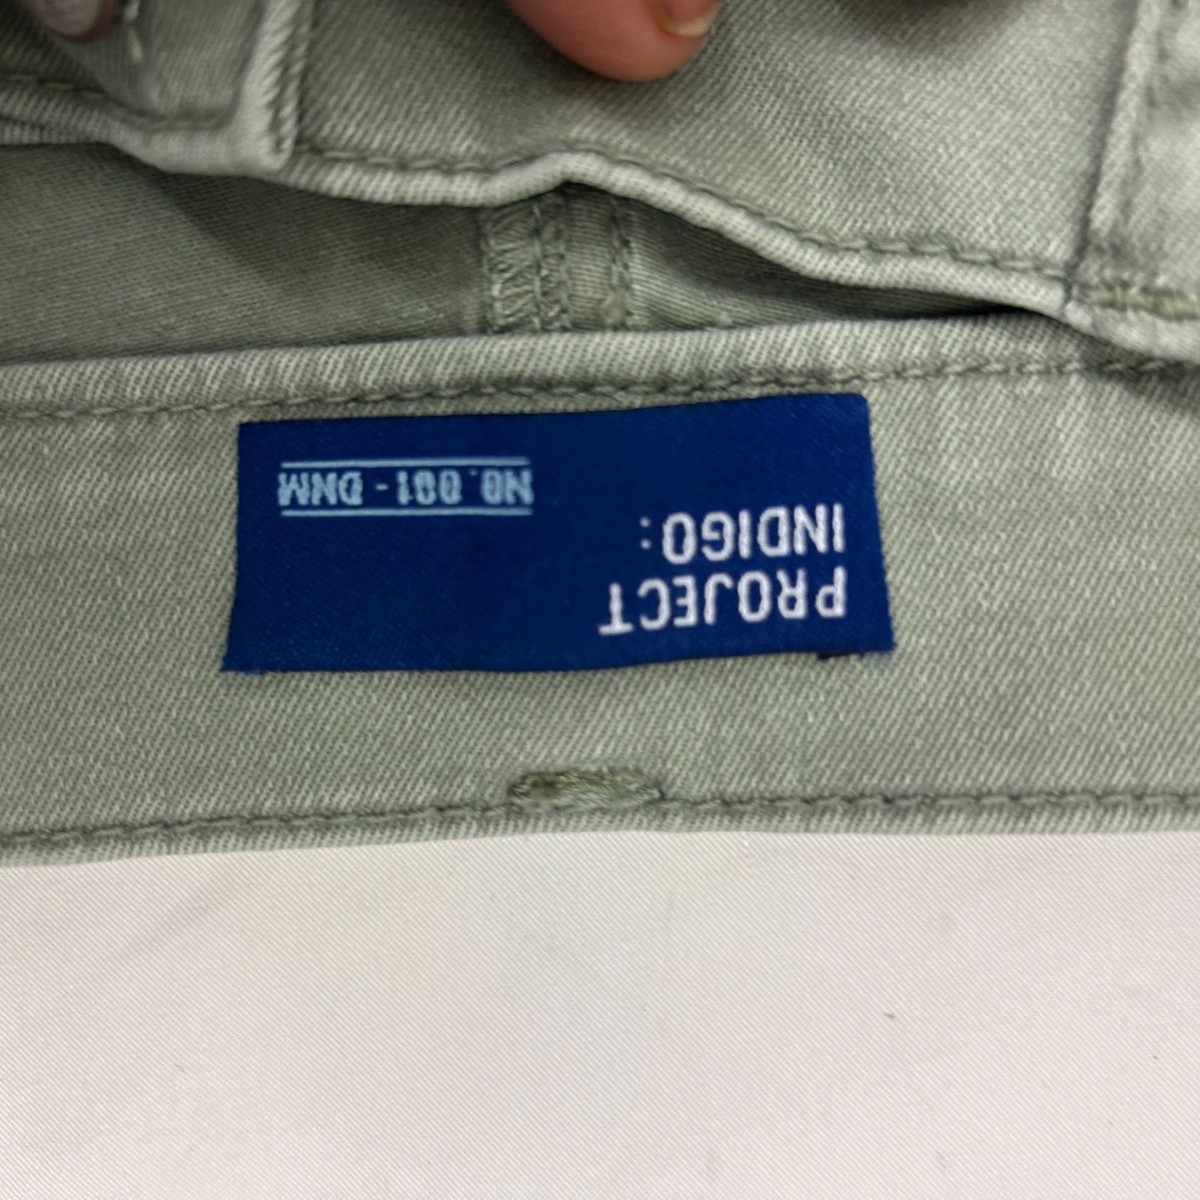 PROJECT
INDIGO:
NO. 001 - DNM